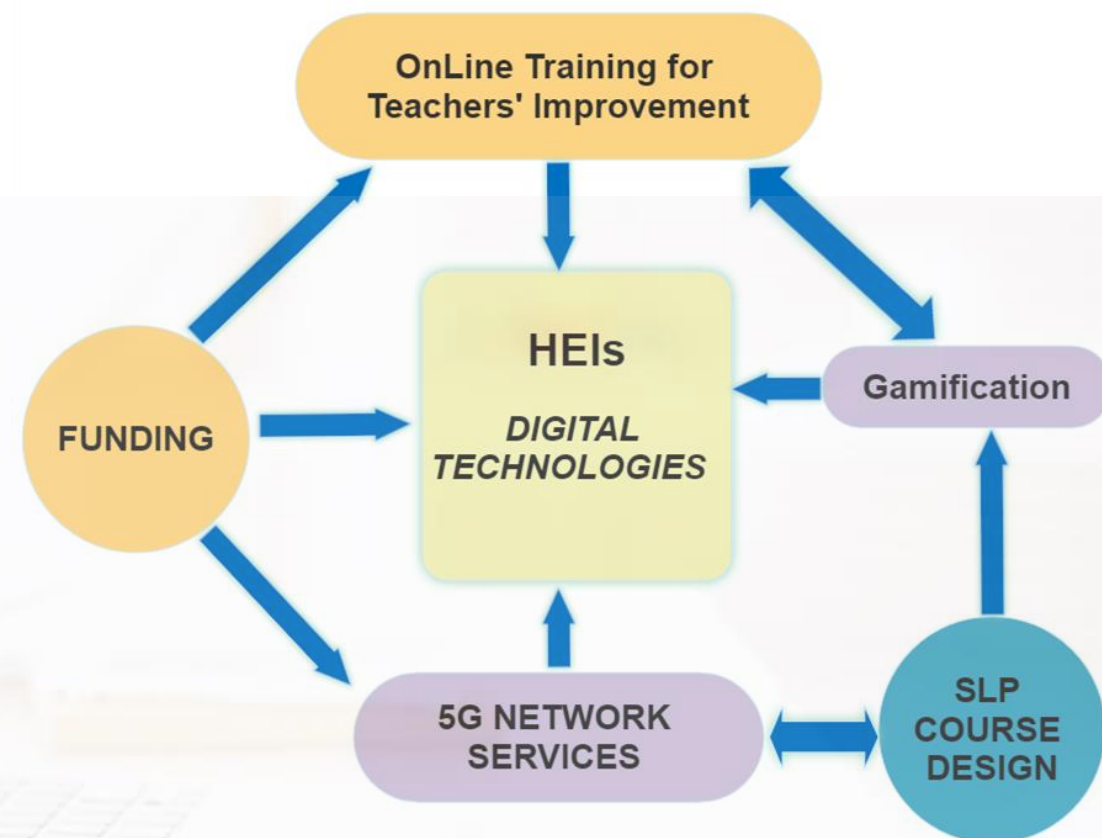 OnLine Training for
Teachers' Improvement
HEIs
DIGITAL
TECHNOLOGIES
Gamification
FUNDING
5G NETWORK
SERVICES
SLP
COURSE
DESIGN